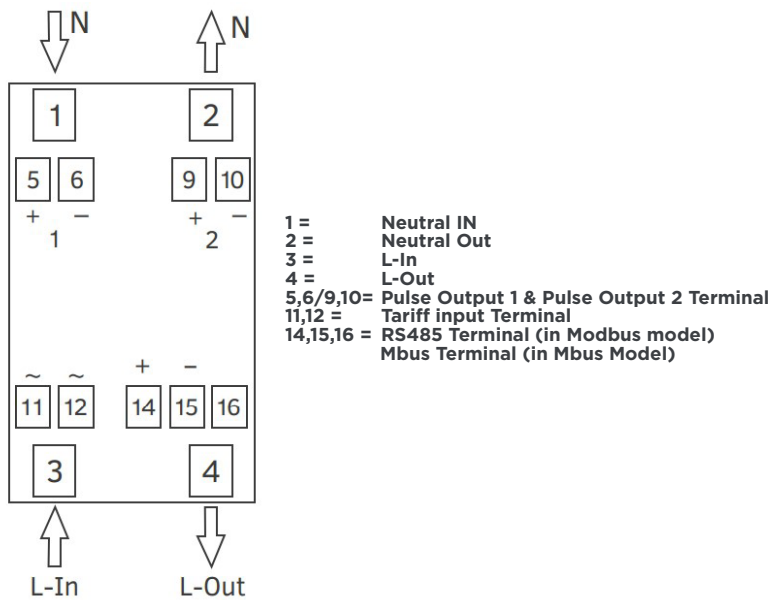 N N
1 2
5 6 9 10
+ − + −
1 2
1 = Neutral IN
2 = Neutral Out
3 = L-In
4 = L-Out
5,6/9,10= Pulse Output 1 & Pulse Output 2 Terminal
11,12 = Tariff input Terminal
14,15,16 = RS485 Terminal (in Modbus model)
Mbus Terminal (in Mbus Model)
~ ~ + −
11 12 14 15 16
3 4
L-In L-Out